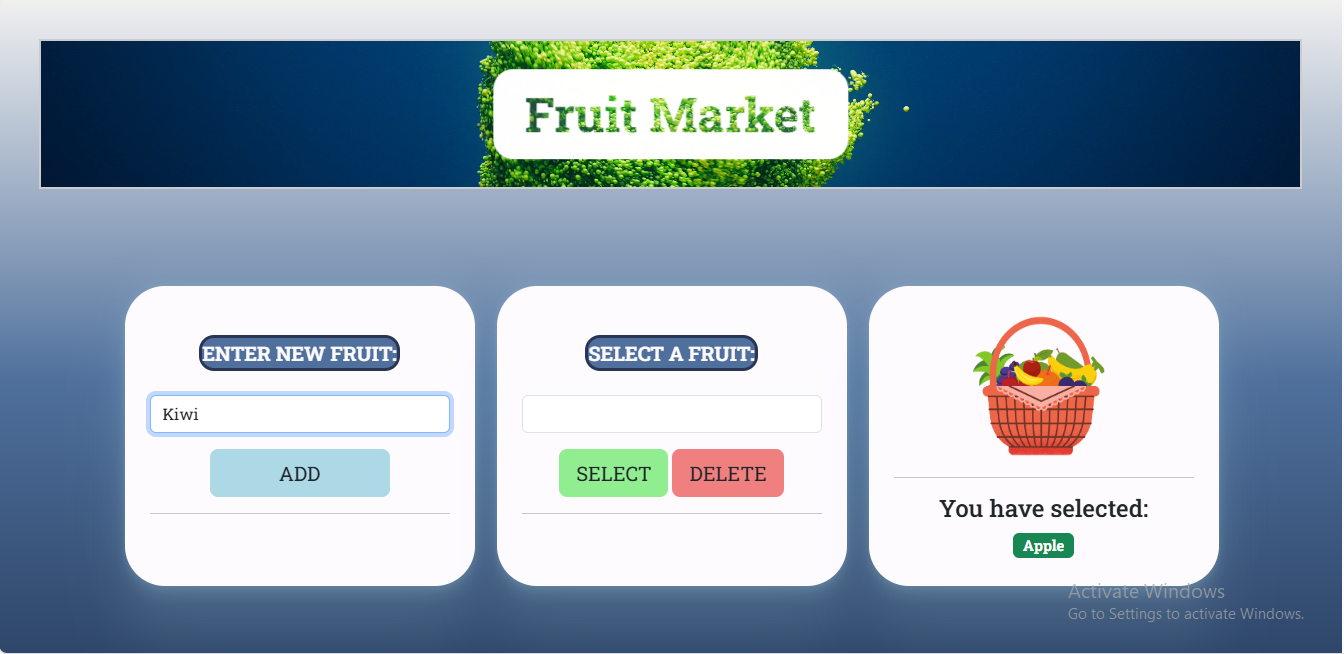 Fruit Market
ENTER NEW FRUIT:
Kiwi
ADD
SELECT A FRUIT:
SELECT DELETE
You have selected:
Apple
Activate Windows
Go to Settings to activate Windows.